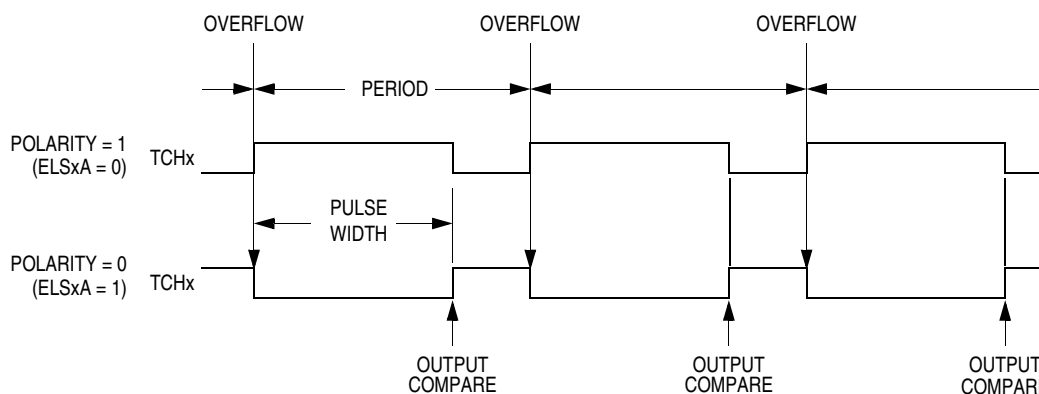 OVERFLOW
OVERFLOW
OVERFLOW
PERIOD
POLARITY = 1
(ELSxA = 0)
TCHx
PULSE
WIDTH
POLARITY = 0
(ELSxA = 1)
TCHx
OUTPUT
COMPARE
OUTPUT
COMPARE
OUTPUT
COMPARE